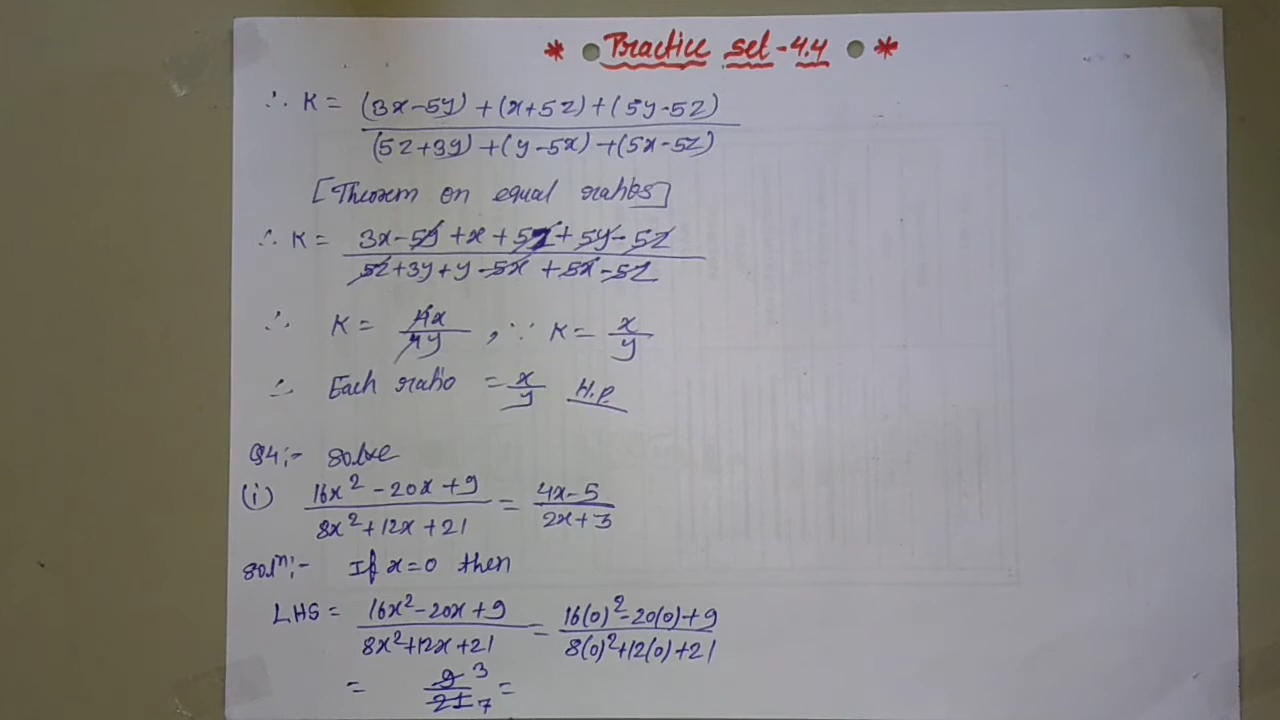 * Practice set-4.4 *
∴ K = (3x-5y)+(x+5z)+(5y-5z)
(5z+3y)+(y-5x)+(5x-5z)
[Theorem on equal ratios]
∴ K = 3x-5y+x+5z+5y-5z
5z+3y+y-5x+5x-5z
∴ K = 4x/4y , ∵ K = x/y
∴ Each ratio = x/y H.P.
Q4:- solve
(i) 16x²-20x+9 = 4x-5
8x²+12x+21 2x+3
solⁿ:- If x=0 then
LHS = 16x²-20x+9 = 16(0)²-20(0)+9
8x²+12x+21 8(0)²+12(0)+21
= 9 3 =
21 7